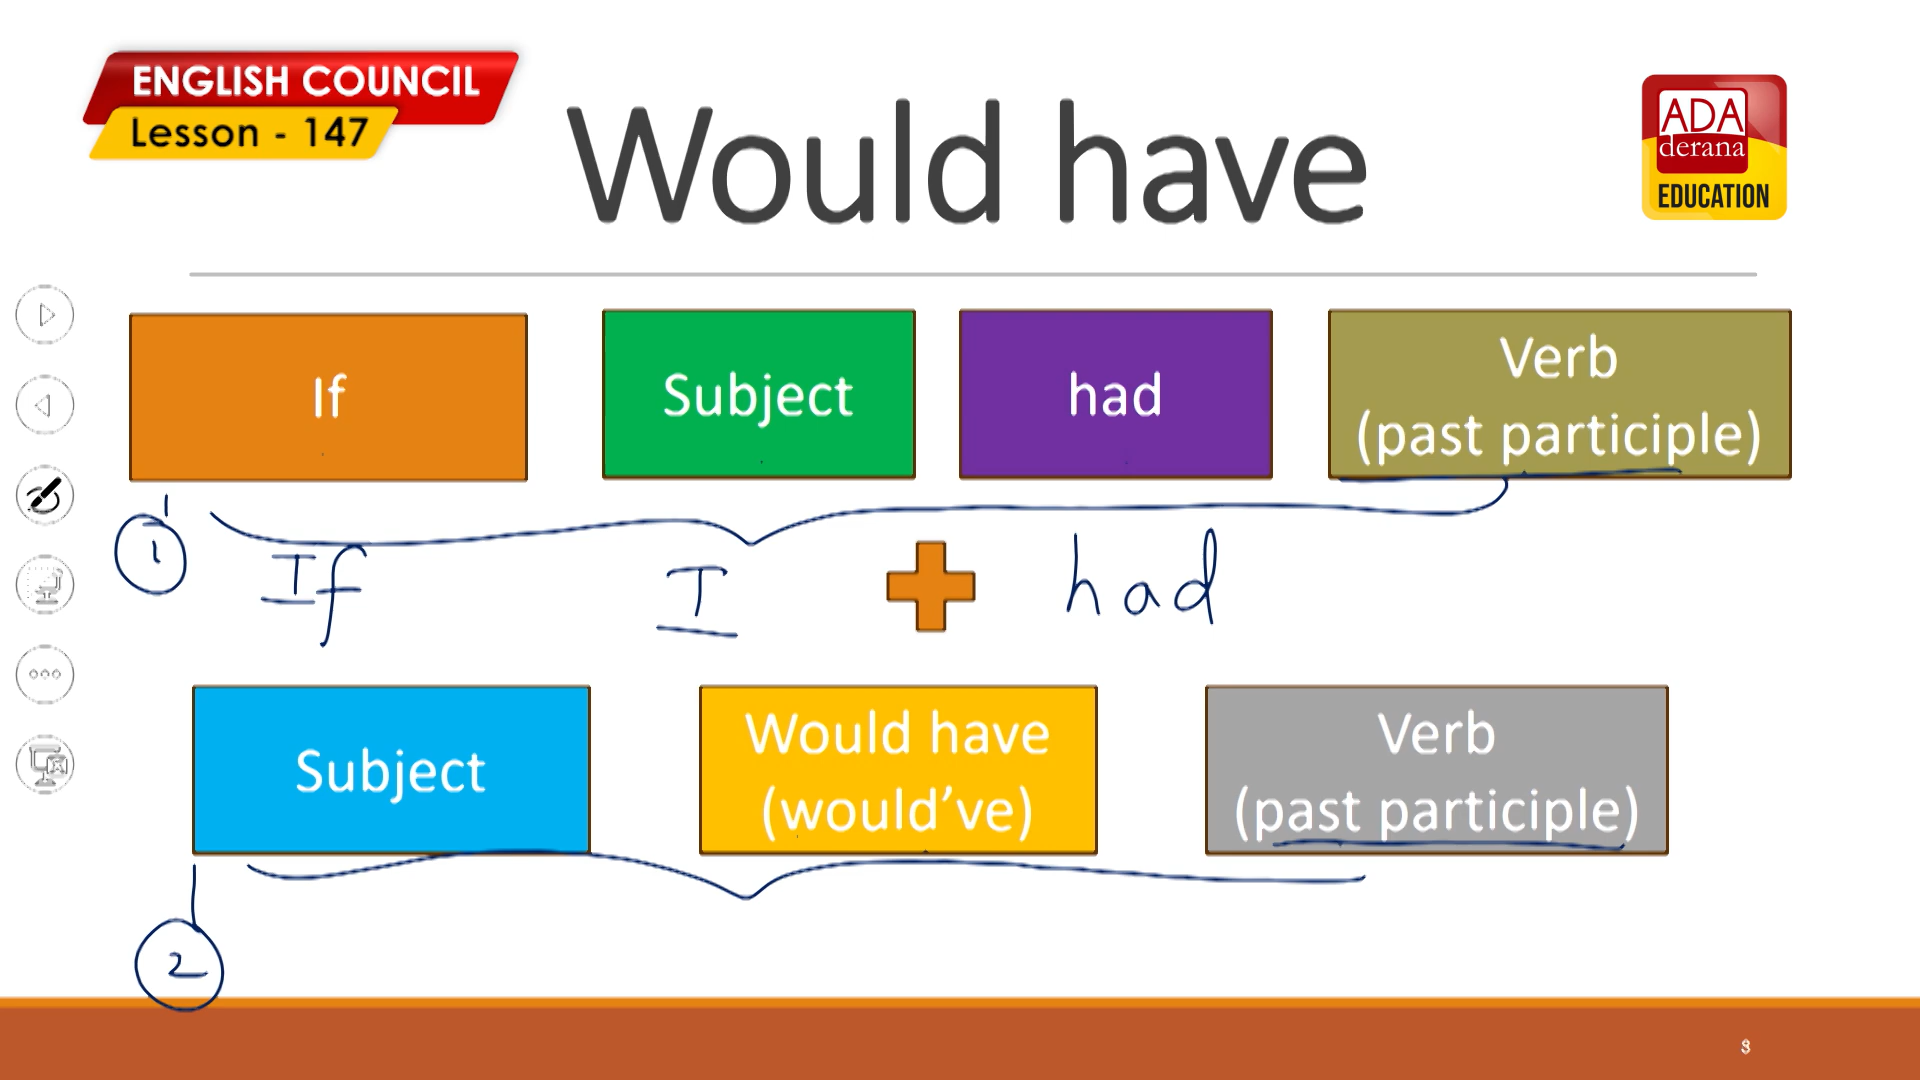 ENGLISH COUNCIL
Lesson - 147
Would have
ADA
derana
EDUCATION
If
Subject
had
Verb
(past participle)
1
If I had
Subject
Would have
(would’ve)
Verb
(past participle)
2